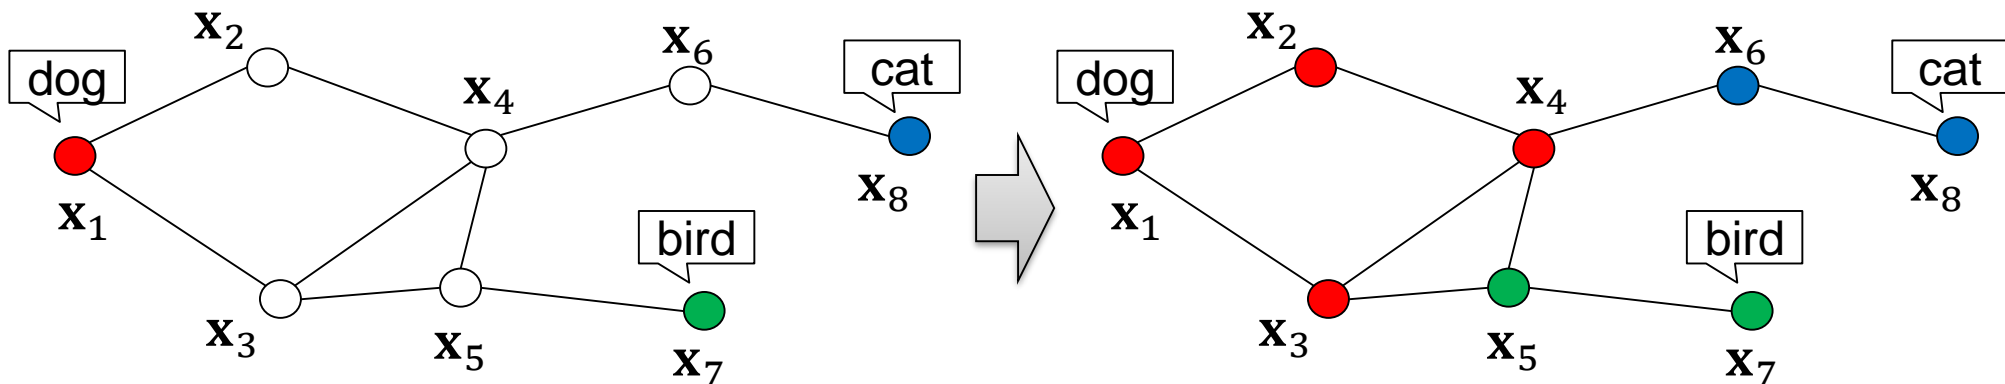 x₂
x₆
dog
cat
x₄
x₈
x₁
bird
x₃
x₅
x₇
x₂
x₆
dog
cat
x₄
x₈
x₁
bird
x₃
x₅
x₇